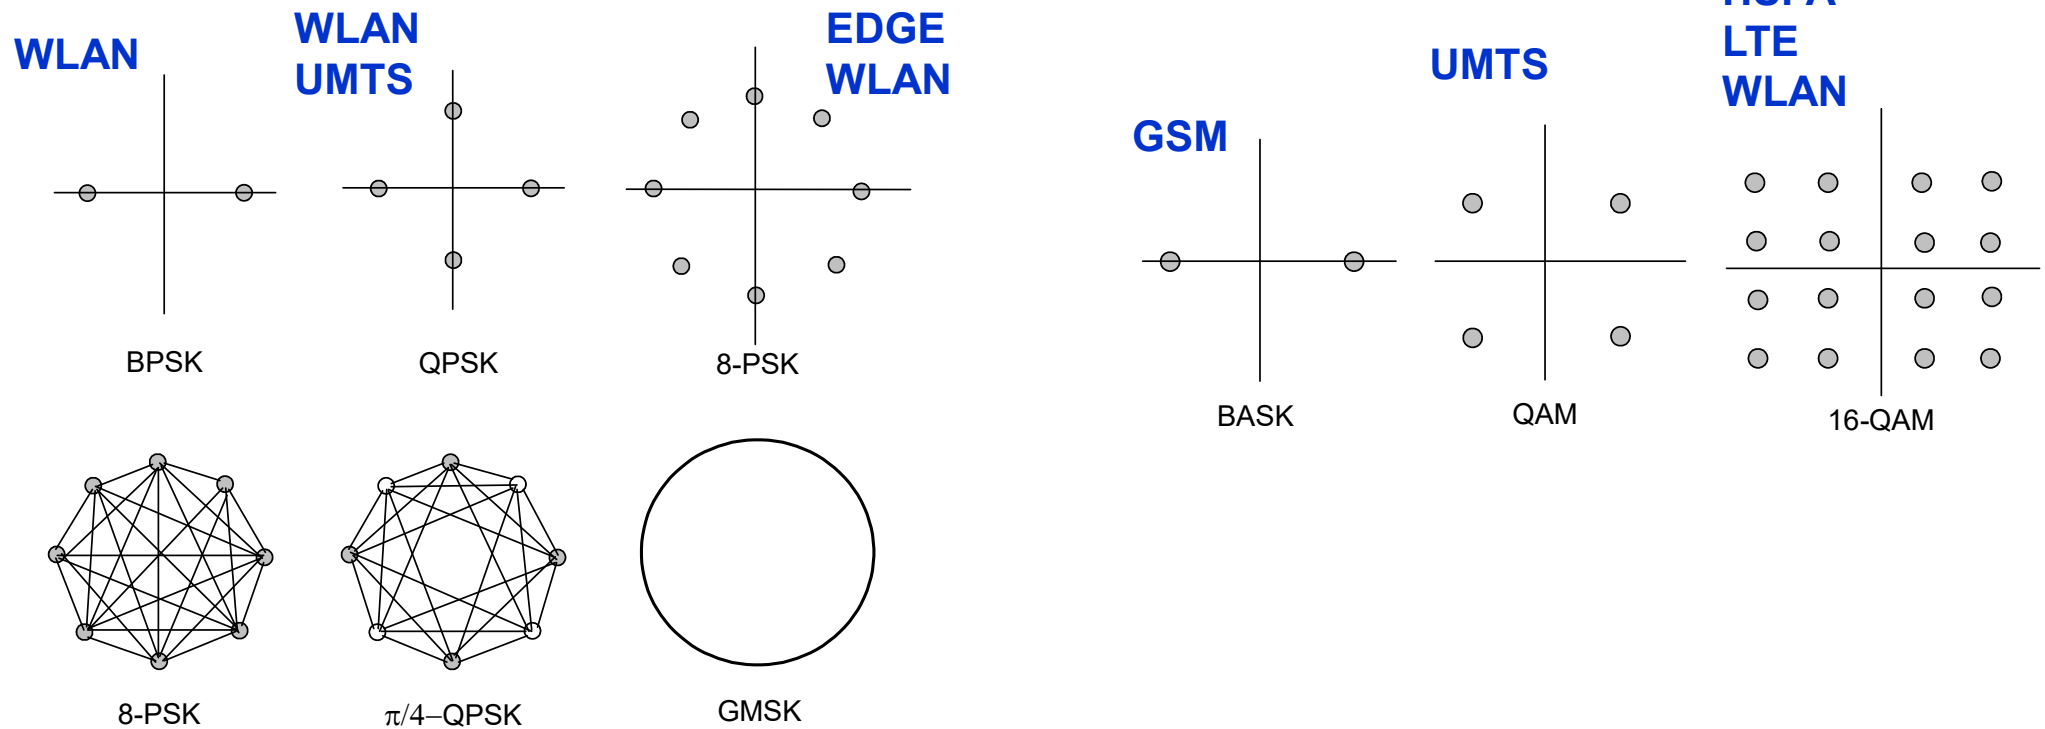 WLAN
WLAN
UMTS
EDGE
WLAN
BPSK
QPSK
8-PSK
GSM
UMTS
LTE
WLAN
BASK
QAM
16-QAM
8-PSK
π/4–QPSK
GMSK